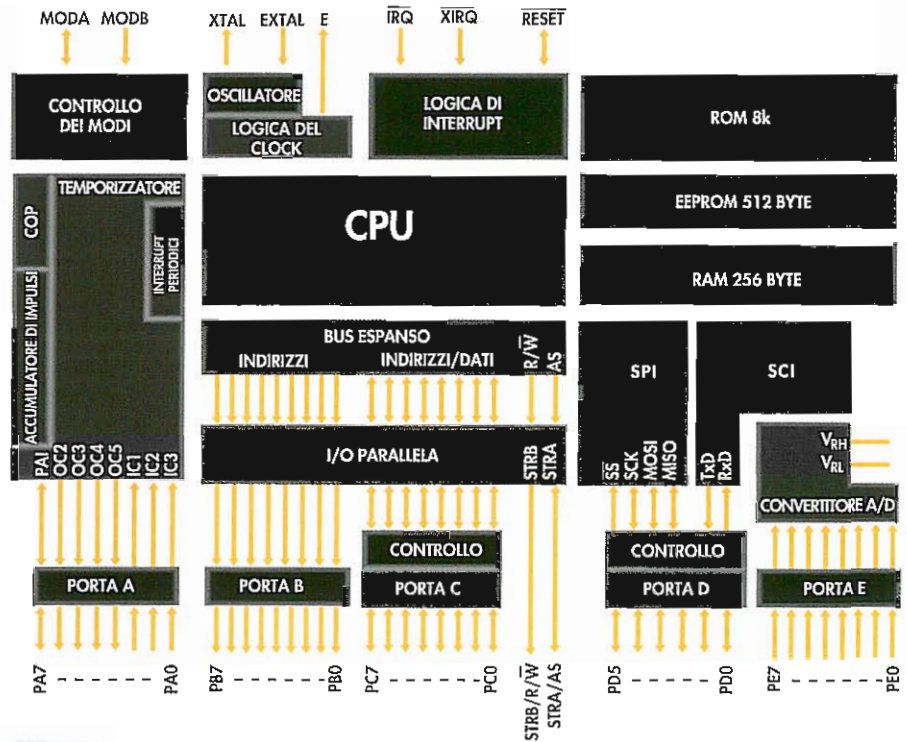 MODA MODB XTAL EXTAL E IRQ XIRQ RESET
CONTROLLO
DEI MODI
OSCILLATORE
LOGICA DEL
CLOCK
LOGICA DI
INTERRUPT
ROM 8k
TEMPORIZZATORE
COP
ACCUMULATORE DI IMPULSI
INTERRUPT
PERIODICI
PAI
OC2
OC3
OC4
OC5
IC1
IC2
IC3
CPU
EEPROM 512 BYTE
RAM 256 BYTE
BUS ESPANSO
INDIRIZZI INDIRIZZI/DATI
R/W
AS
I/O PARALLELA
STRB
STRA
SPI
SS
SCK
MOSI
MISO
SCI
TxD
RxD
VRH
VRL
CONVERTITORE A/D
CONTROLLO
CONTROLLO
PORTA A
PORTA B
PORTA C
PORTA D
PORTA E
PA7 - - - - - - PA0
PB7 - - - - - - PB0
PC7 - - - - - - PC0
STRB/R/W
STRA/AS
PD5 - - - - PD0
PE7 - - - - - - PE0